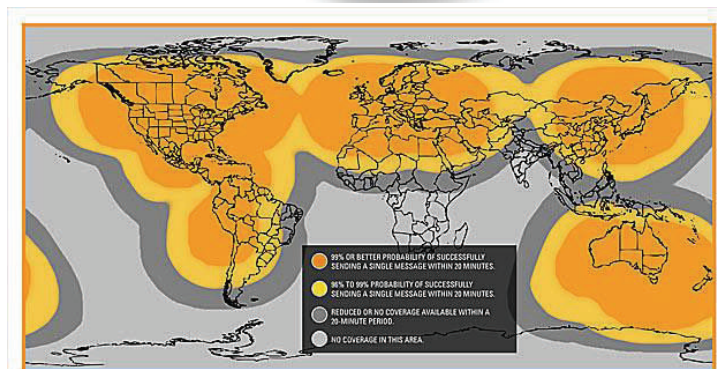 99% OR BETTER PROBABILITY OF SUCCESSFULLY
SENDING A SINGLE MESSAGE WITHIN 20 MINUTES.
96% TO 99% PROBABILITY OF SUCCESSFULLY
SENDING A SINGLE MESSAGE WITHIN 20 MINUTES.
REDUCED OR NO COVERAGE AVAILABLE WITHIN A
20-MINUTE PERIOD.
NO COVERAGE IN THIS AREA.